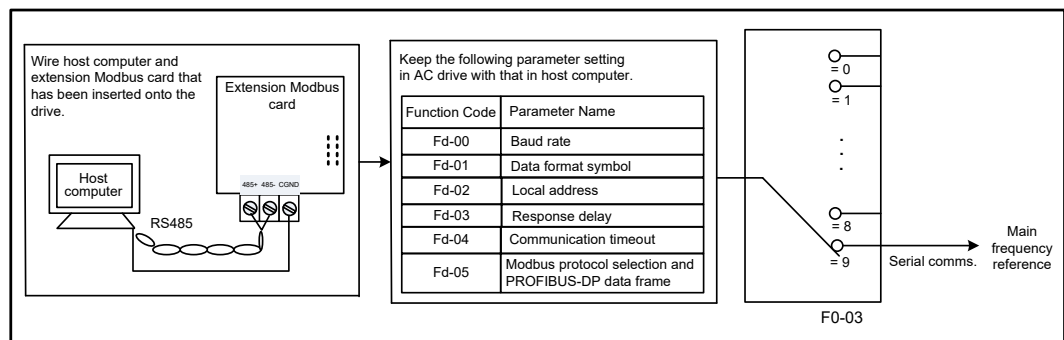 Wire host computer and
extension Modbus card that
has been inserted onto the
drive.
Extension Modbus
card
485+ 485- CGND
Host
computer
RS485
Keep the following parameter setting
in AC drive with that in host computer.
Function Code Parameter Name
Fd-00 Baud rate
Fd-01 Data format symbol
Fd-02 Local address
Fd-03 Response delay
Fd-04 Communication timeout
Fd-05 Modbus protocol selection and
PROFIBUS-DP data frame
= 0
= 1
= 8
= 9
F0-03
Serial comms.
Main
frequency
reference